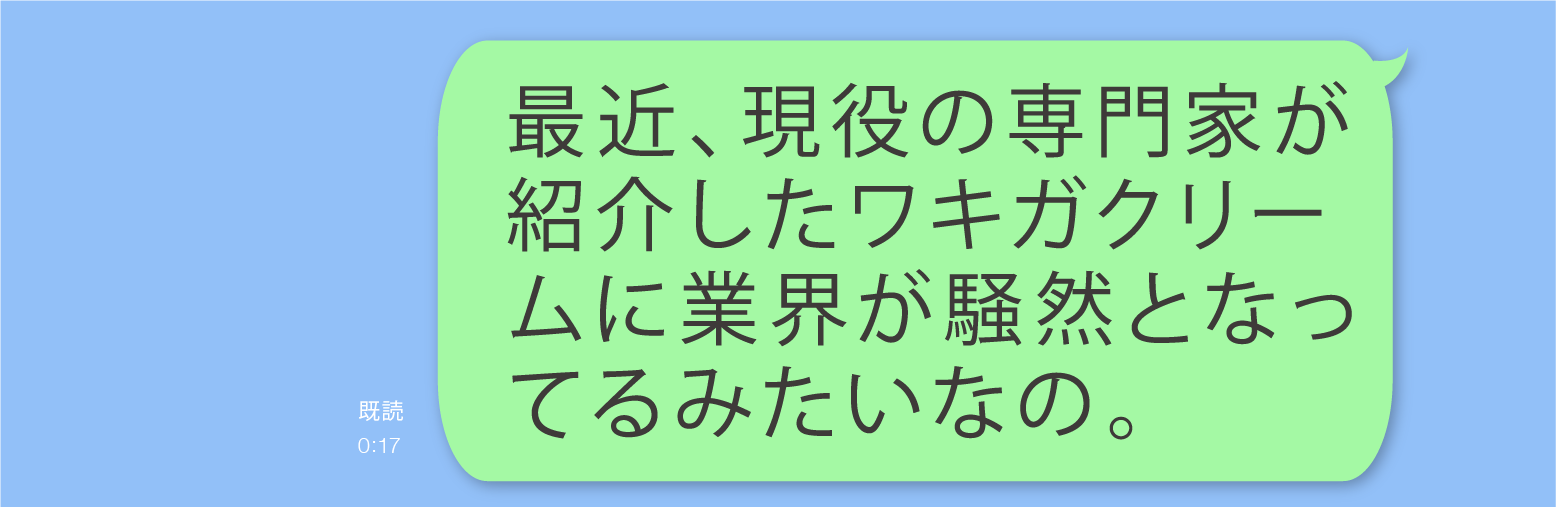 最近、現役の専門家が
紹介したワキガクリー
ムに業界が騒然となっ
てるみたいなの。
既読
0:17